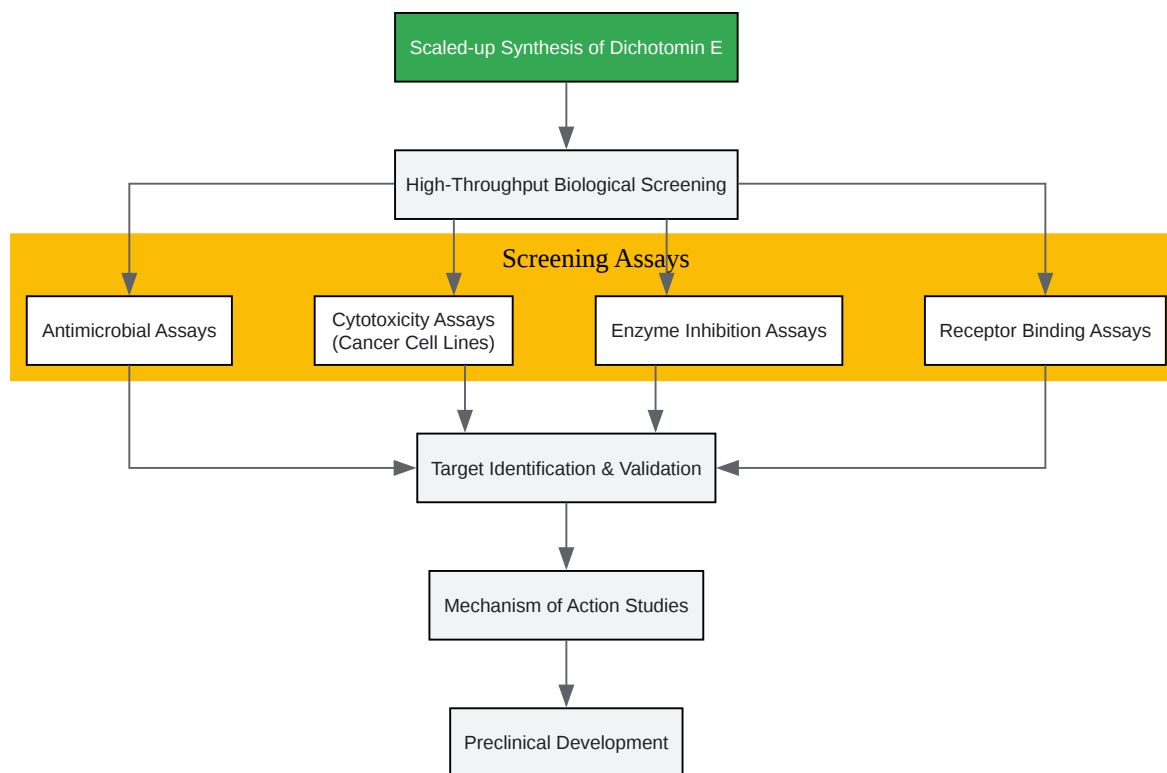 Scaled-up Synthesis of Dichotomin E
High-Throughput Biological Screening
Screening Assays
Antimicrobial Assays
Cytotoxicity Assays
(Cancer Cell Lines)
Enzyme Inhibition Assays
Receptor Binding Assays
Target Identification & Validation
Mechanism of Action Studies
Preclinical Development